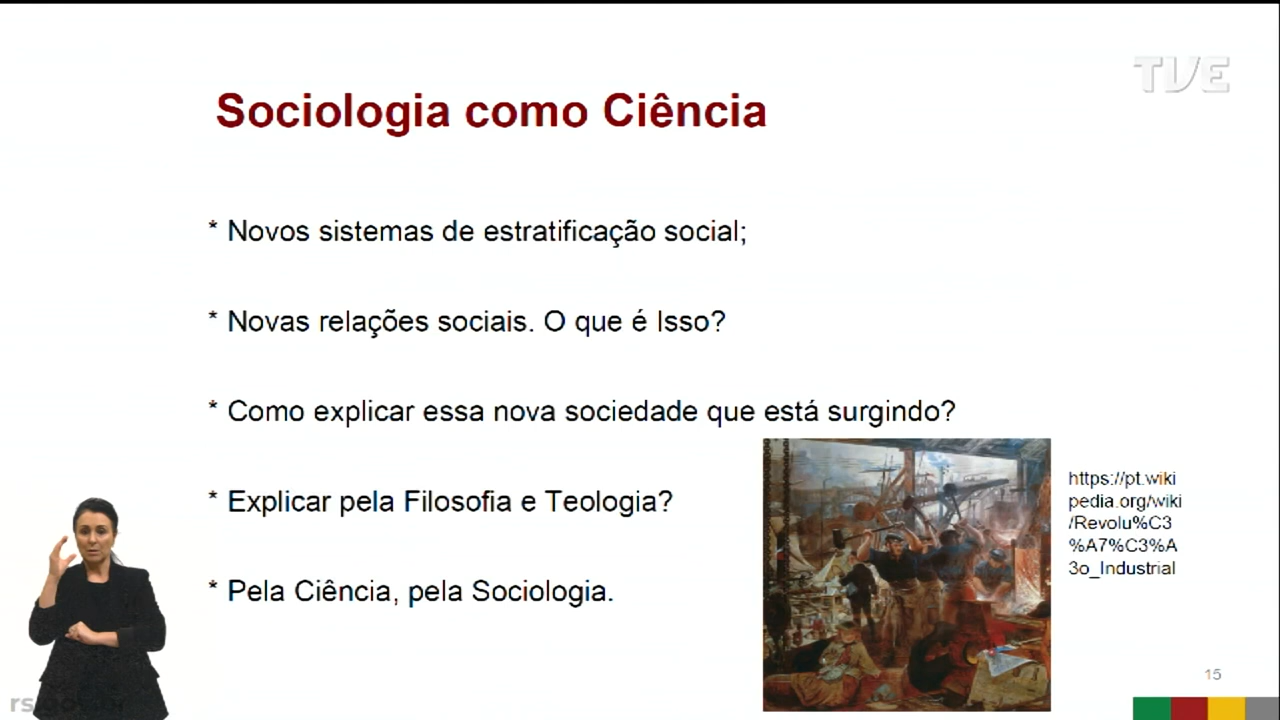 TVE
Sociologia como Ciência
* Novos sistemas de estratificação social;
* Novas relações sociais. O que é Isso?
* Como explicar essa nova sociedade que está surgindo?
* Explicar pela Filosofia e Teologia?
* Pela Ciência, pela Sociologia.
https://pt.wiki
pedia.org/wiki
/Revolu%C3
%A7%C3%A
3o_Industrial
15